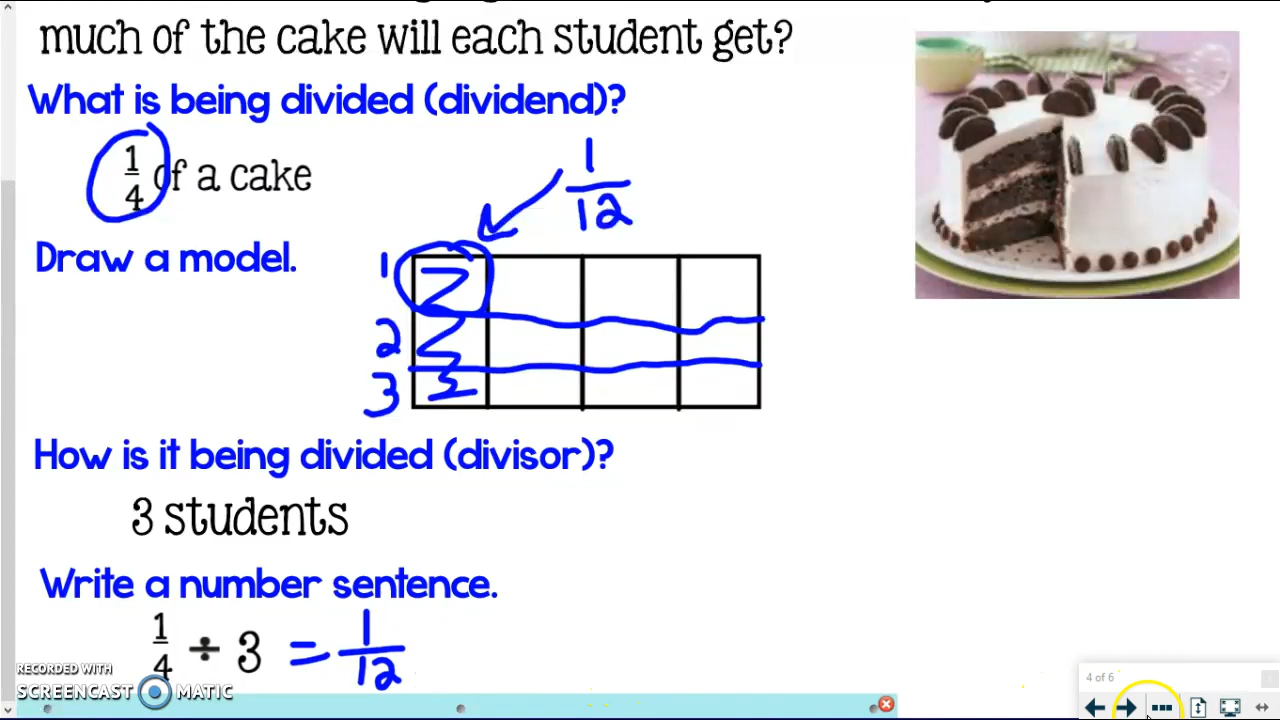 much of the cake will each student get?
What is being divided (dividend)?
1/4 of a cake
1/12
Draw a model.
1
2
3
How is it being divided (divisor)?
3 students
Write a number sentence.
1/4 ÷ 3 = 1/12
RECORDED WITH
SCREENCAST MATIC
4 of 6